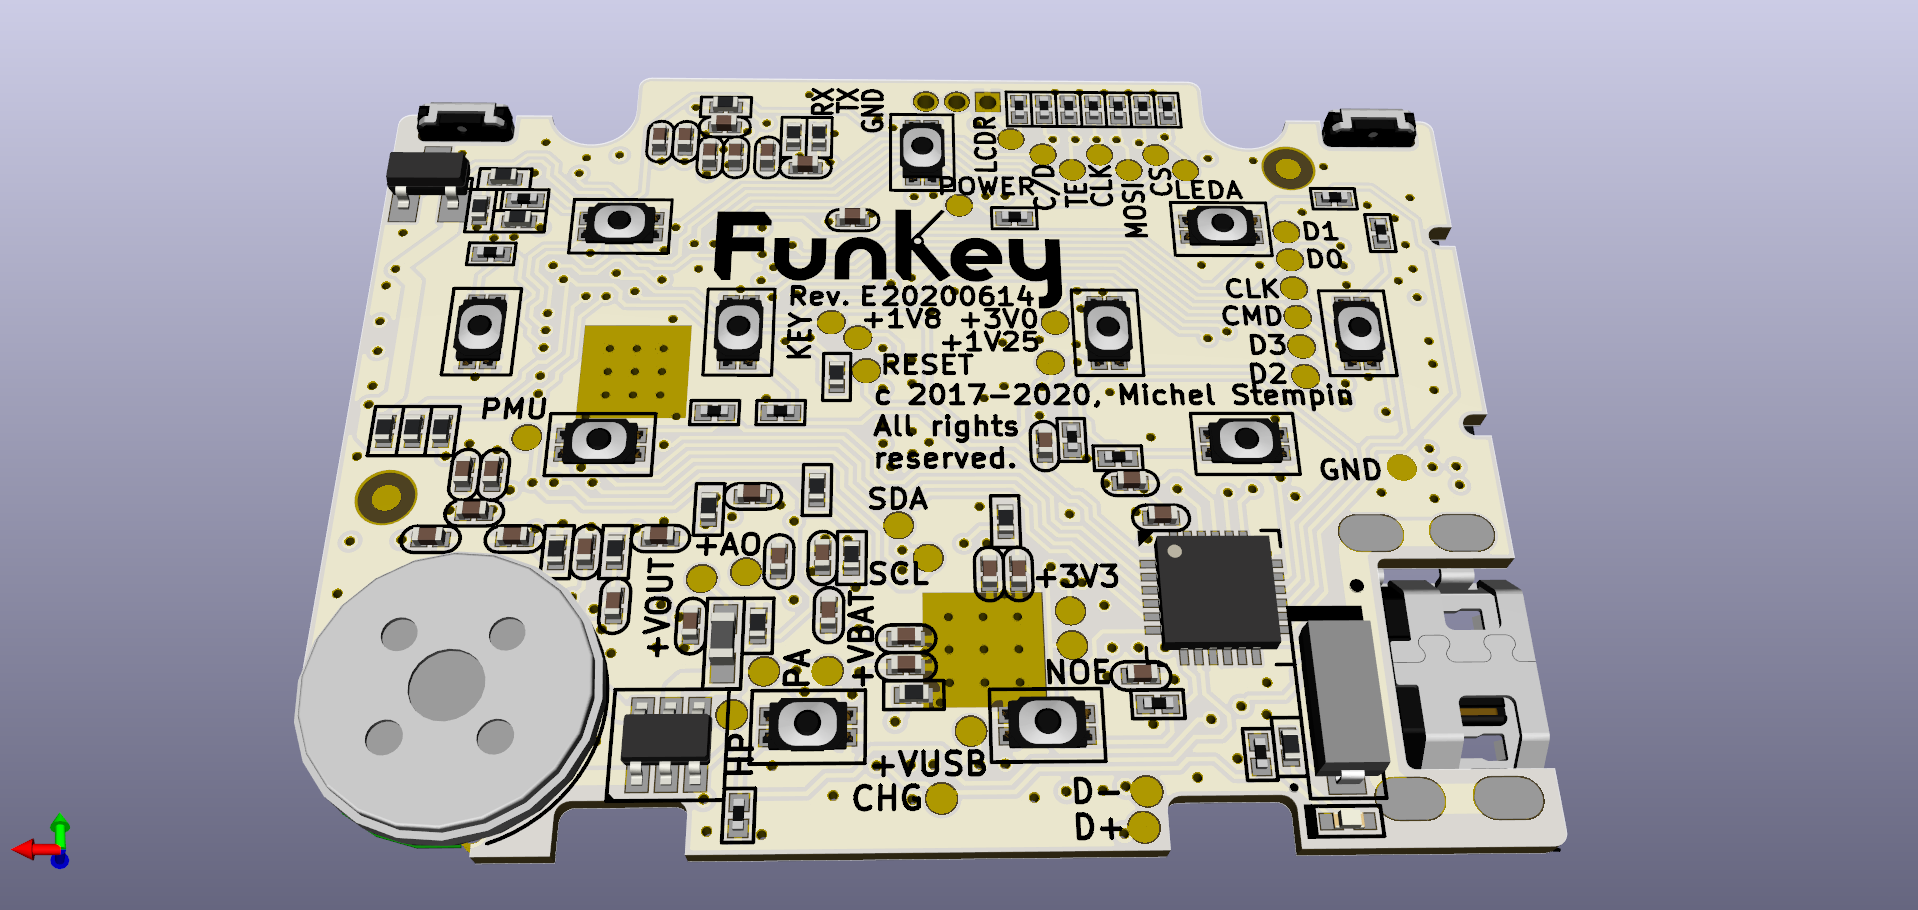 RX
TX
GND
LCDR
POWER
C/D
TE
CLK
MOSI
CS
LEDA
FunKey
D1
D0
Rev. E20200614
CLK
+1V8 +3V0
CMD
KEY
+1V25
D3
RESET
D2
c 2017-2020, Michel Stempin
PMU
All rights
reserved.
GND
SDA
+A0
SCL
+3V3
+VOUT
+VBAT
PA
NOE
HP
+VUSB
CHG
D-
D+